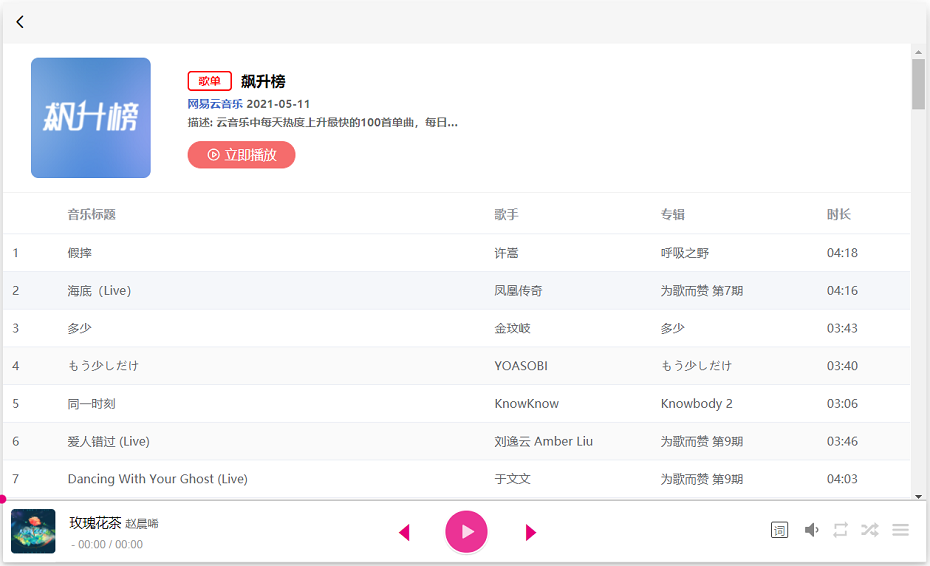 飙升榜
歌单 飙升榜
网易云音乐 2021-05-11
描述: 云音乐中每天热度上升最快的100首单曲，每日...
立即播放
音乐标题 歌手 专辑 时长
1 假摔 许嵩 呼吸之野 04:18
2 海底（Live） 凤凰传奇 为歌而赞 第7期 04:16
3 多少 金玟岐 多少 03:43
4 もう少しだけ YOASOBI もう少しだけ 03:40
5 同一时刻 KnowKnow Knowbody 2 03:06
6 爱人错过 (Live) 刘逸云 Amber Liu 为歌而赞 第9期 03:46
7 Dancing With Your Ghost (Live) 于文文 为歌而赞 第9期 04:03
玫瑰花茶 赵晨唏
- 00:00 / 00:00
词